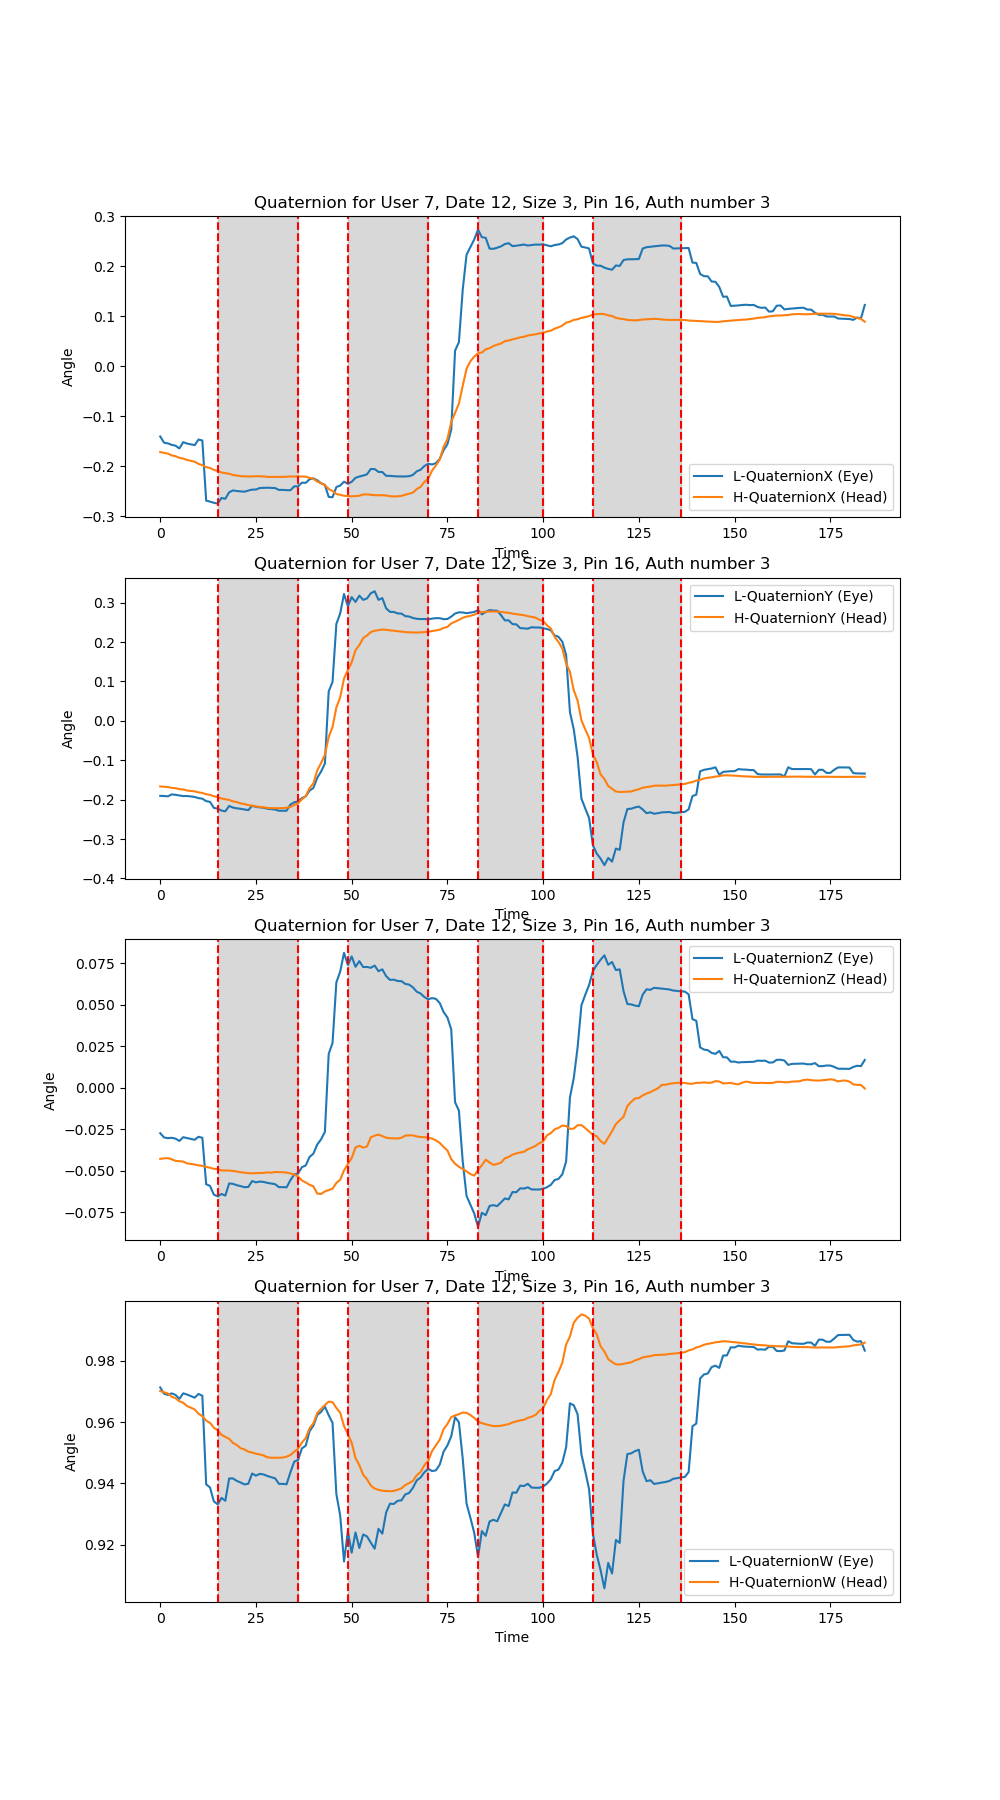 Quaternion for User 7, Date 12, Size 3, Pin 16, Auth number 3
0.3
0.2
0.1
0.0
−0.1
−0.2
−0.3
Angle
L-QuaternionX (Eye)
H-QuaternionX (Head)
0 25 50 75 100 125 150 175
Time
Quaternion for User 7, Date 12, Size 3, Pin 16, Auth number 3
0.3
0.2
0.1
0.0
−0.1
−0.2
−0.3
−0.4
Angle
L-QuaternionY (Eye)
H-QuaternionY (Head)
0 25 50 75 100 125 150 175
Time
Quaternion for User 7, Date 12, Size 3, Pin 16, Auth number 3
0.075
0.050
0.025
0.000
−0.025
−0.050
−0.075
Angle
L-QuaternionZ (Eye)
H-QuaternionZ (Head)
0 25 50 75 100 125 150 175
Time
Quaternion for User 7, Date 12, Size 3, Pin 16, Auth number 3
0.98
0.96
0.94
0.92
Angle
L-QuaternionW (Eye)
H-QuaternionW (Head)
0 25 50 75 100 125 150 175
Time